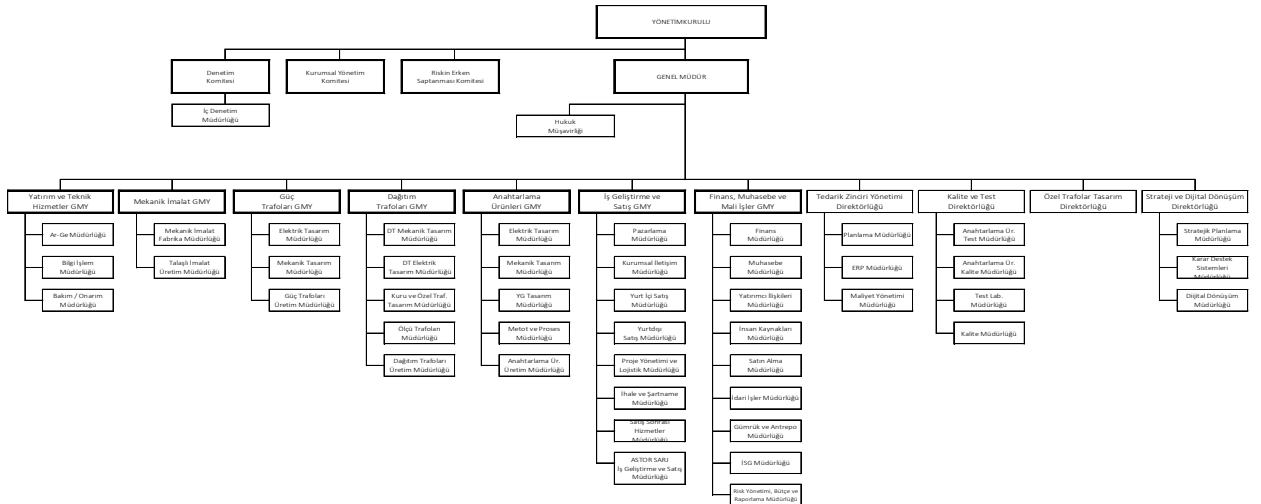 YÖNETİMKURULU
Denetim
Komitesi
Kurumsal Yönetim
Komitesi
Riskin Erken
Saptanması Komitesi
GENEL MÜDÜR
İç Denetim
Müdürlüğü
Hukuk
Müşavirliği
Yatırım ve Teknik
Hizmetler GMY
Mekanik İmalat GMY
Güç
Trafoları GMY
Dağıtım
Trafoları GMY
Anahtarlama
Ürünleri GMY
İş Geliştirme ve
Satış GMY
Finans, Muhasebe ve
Mali İşler GMY
Tedarik Zinciri Yönetimi
Direktörlüğü
Kalite ve Test
Direktörlüğü
Özel Trafolar Tasarım
Direktörlüğü
Strateji ve Dijital Dönüşüm
Direktörlüğü
Ar-Ge Müdürlüğü
Bilgi İşlem
Müdürlüğü
Bakım / Onarım
Müdürlüğü
Mekanik İmalat
Fabrika Müdürlüğü
Talaşlı İmalat
Üretim Müdürlüğü
Elektrik Tasarım
Müdürlüğü
Mekanik Tasarım
Müdürlüğü
Güç Trafoları
Üretim Müdürlüğü
DT Mekanik Tasarım
Müdürlüğü
DT Elektrik
Tasarım Müdürlüğü
Kuru ve Özel Traf.
Tasarım Müdürlüğü
Ölçü Trafoları
Müdürlüğü
Dağıtım Trafoları
Üretim Müdürlüğü
Elektrik Tasarım
Müdürlüğü
Mekanik Tasarım
Müdürlüğü
YG Tasarım
Müdürlüğü
Metot ve Proses
Müdürlüğü
Anahtarlama Ür.
Üretim Müdürlüğü
Pazarlama
Müdürlüğü
Kurumsal İletişim
Müdürlüğü
Yurt İçi Satış
Müdürlüğü
Yurtdışı
Satış Müdürlüğü
Proje Yönetimi ve
Lojistik Müdürlüğü
İhale ve Şartname
Müdürlüğü
Satış Sonrası
Hizmetler
Müdürlüğü
ASTOR ŞARJ
İş Geliştirme ve Satış
Müdürlüğü
Finans
Müdürlüğü
Muhasebe
Müdürlüğü
Yatırımcı İlişkileri
Müdürlüğü
İnsan Kaynakları
Müdürlüğü
Satın Alma
Müdürlüğü
İdari İşler Müdürlüğü
Gümrük ve Antrepo
Müdürlüğü
İSG Müdürlüğü
Risk Yönetimi, Bütçe ve
Raporlama Müdürlüğü
Planlama Müdürlüğü
ERP Müdürlüğü
Maliyet Yönetimi
Müdürlüğü
Anahtarlama Ür.
Test Müdürlüğü
Anahtarlama Ür.
Kalite Müdürlüğü
Test Lab.
Müdürlüğü
Kalite Müdürlüğü
Stratejik Planlama
Müdürlüğü
Karar Destek
Sistemleri
Müdürlüğü
Dijital Dönüşüm
Müdürlüğü